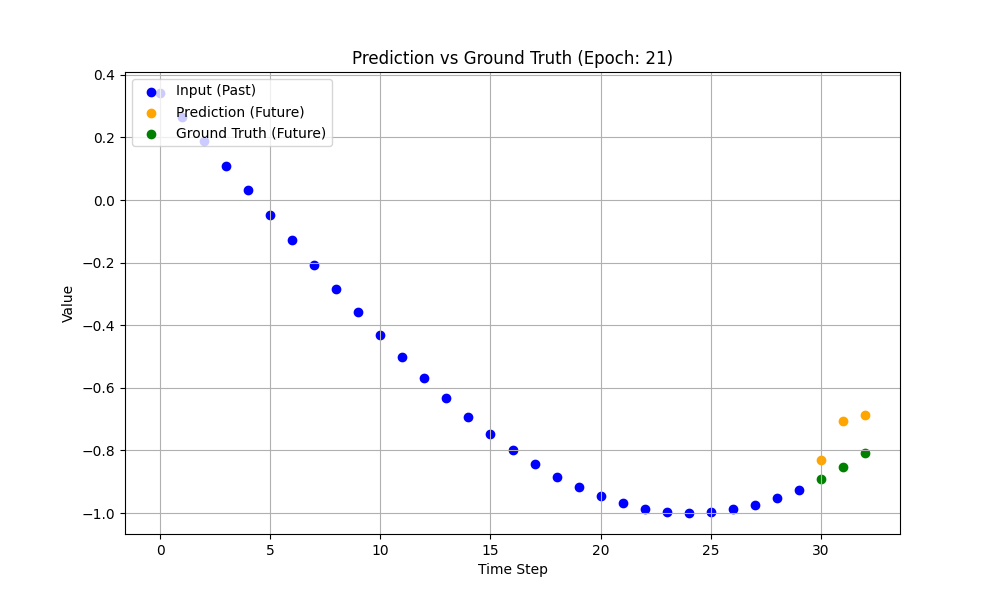 Prediction vs Ground Truth (Epoch: 21)
Input (Past)
Prediction (Future)
Ground Truth (Future)
Value
0.4
0.2
0.0
−0.2
−0.4
−0.6
−0.8
−1.0
0 5 10 15 20 25 30
Time Step